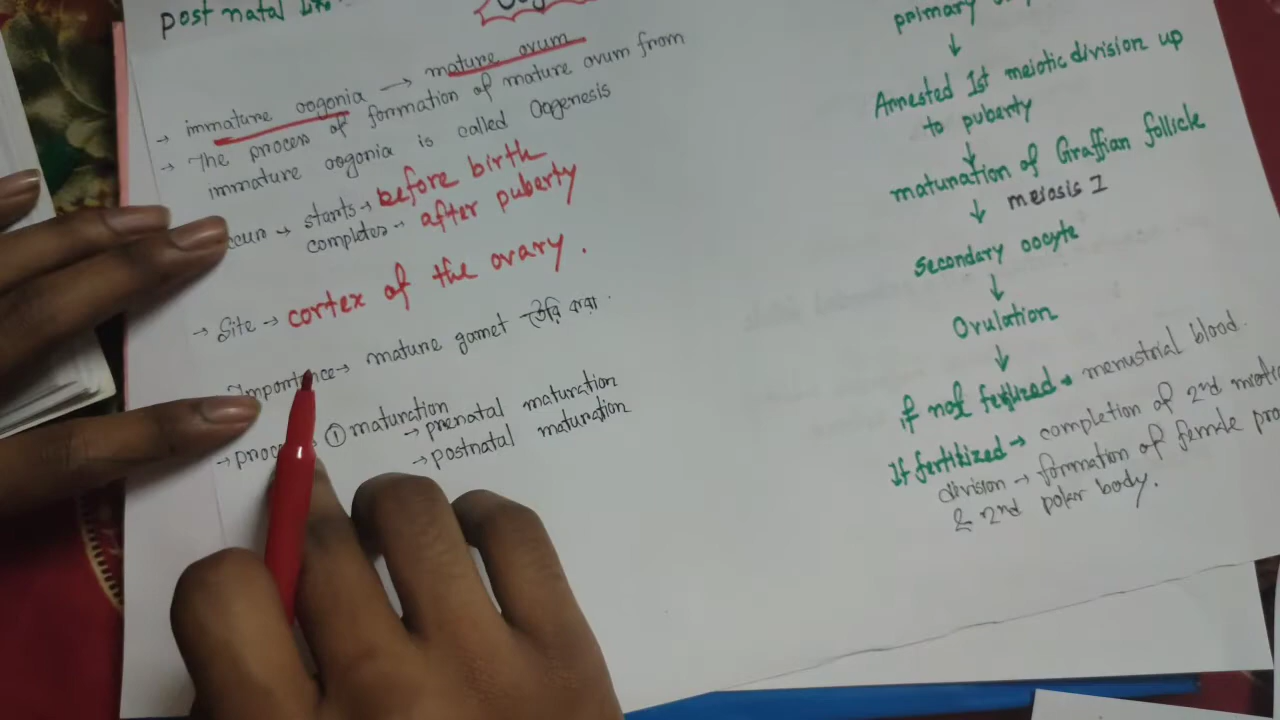 post natal
→ immature oogonia → mature ovum
→ The process of formation of mature ovum from
immature oogonia is called Oogenesis
→ starts → before birth
completes → after puberty
→ Site → cortex of the ovary.
Importance → mature gamet তৈরি করা.
→ ① maturation
→ prenatal maturation
→ postnatal maturation
primary
↓
Arrested 1st meiotic division up
to puberty
↓
maturation of Graffian follicle
↓ meiosis I
secondary oocyte
↓
Ovulation
↓
if not fertilized → menustrial blood.
If fertilized → completion of 2nd
division → formation of female
& 2nd polar body.